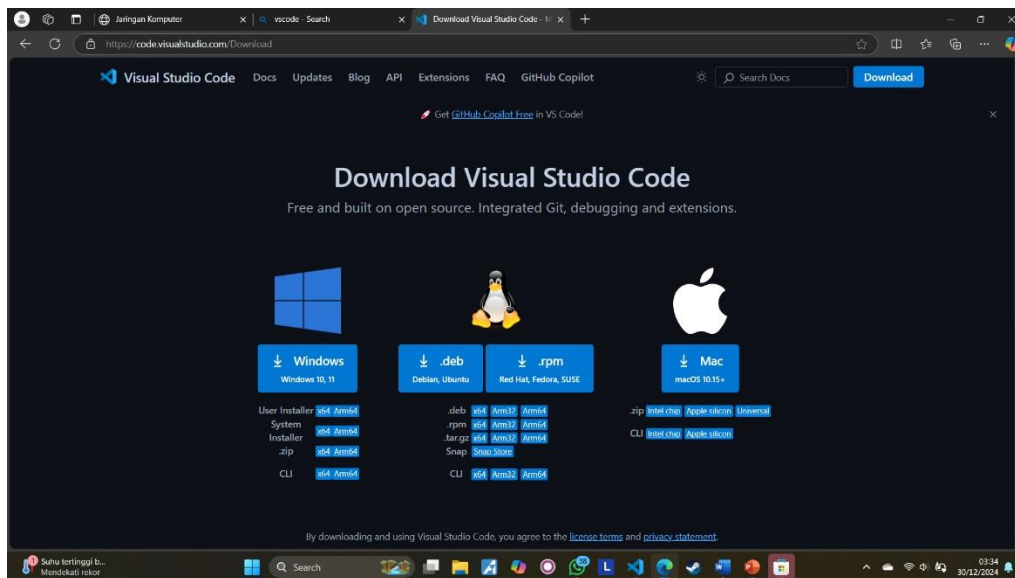 Jaringan Komputer
vscode - Search
Download Visual Studio Code - M
https://code.visualstudio.com/Download
Visual Studio Code Docs Updates Blog API Extensions FAQ GitHub Copilot Search Docs Download
Get GitHub Copilot Free in VS Code!
Download Visual Studio Code
Free and built on open source. Integrated Git, debugging and extensions.
Windows
Windows 10, 11
User Installer x64 Arm64
System
Installer x64 Arm64
.zip x64 Arm64
CLI x64 Arm64
.deb
Debian, Ubuntu
.rpm
Red Hat, Fedora, SUSE
.deb x64 Arm32 Arm64
.rpm x64 Arm32 Arm64
.tar.gz x64 Arm32 Arm64
Snap Snap Store
CLI x64 Arm32 Arm64
Mac
macOS 10.15+
.zip Intel chip Apple silicon Universal
CLI Intel chip Apple silicon
By downloading and using Visual Studio Code, you agree to the license terms and privacy statement.
Suhu tertinggi b...
Mendekati rekor
Search
03:34
30/12/2024